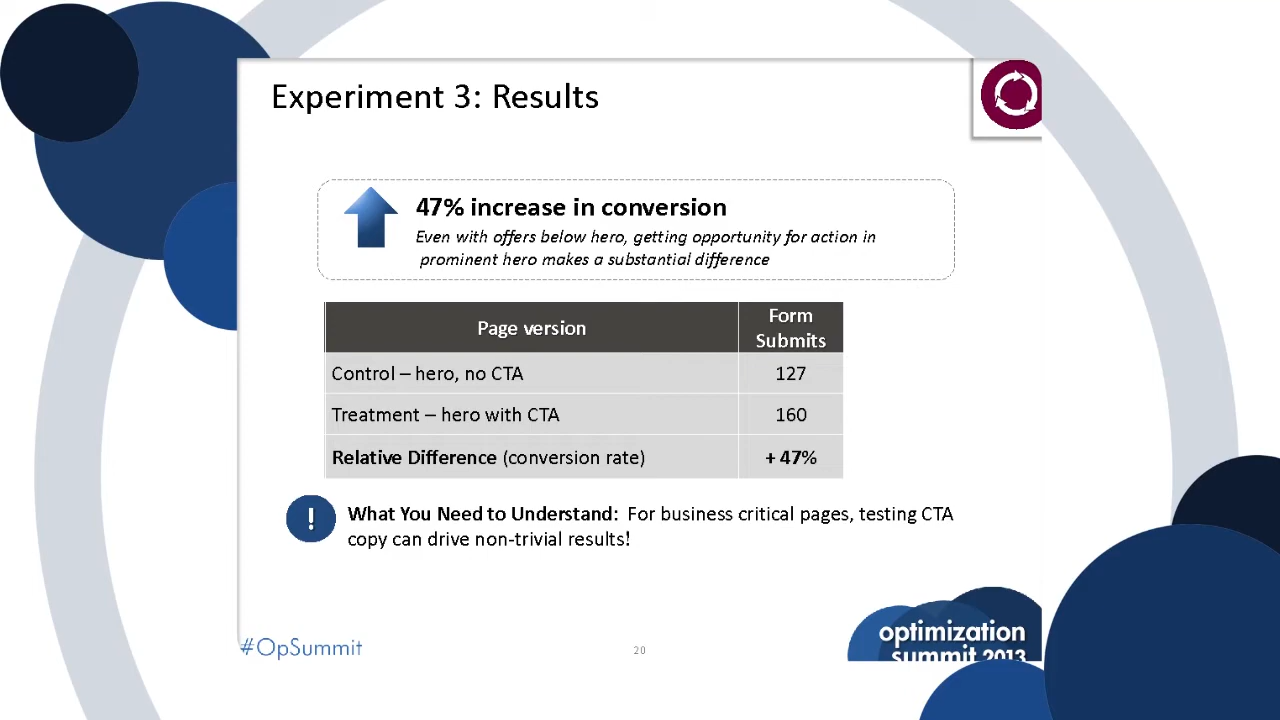 Experiment 3: Results
47% increase in conversion
Even with offers below hero, getting opportunity for action in
prominent hero makes a substantial difference
Page version
Form
Submits
Control – hero, no CTA
127
Treatment – hero with CTA
160
Relative Difference (conversion rate)
+ 47%
!
What You Need to Understand: For business critical pages, testing CTA
copy can drive non-trivial results!
#OpSummit
20
optimization
summit 2013